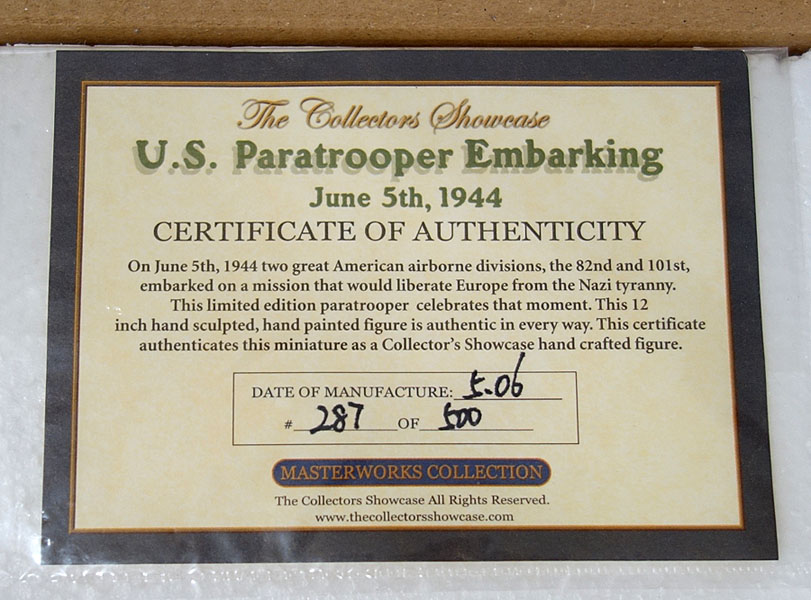 The Collectors Showcase
U.S. Paratrooper Embarking
June 5th, 1944
CERTIFICATE OF AUTHENTICITY
On June 5th, 1944 two great American airborne divisions, the 82nd and 101st,
embarked on a mission that would liberate Europe from the Nazi tyranny.
This limited edition paratrooper celebrates that moment. This 12
inch hand sculpted, hand painted figure is authentic in every way. This certificate
authenticates this miniature as a Collector's Showcase hand crafted figure.
DATE OF MANUFACTURE: 5.06
# 287 OF 500
MASTERWORKS COLLECTION
The Collectors Showcase All Rights Reserved.
www.thecollectorsshowcase.com